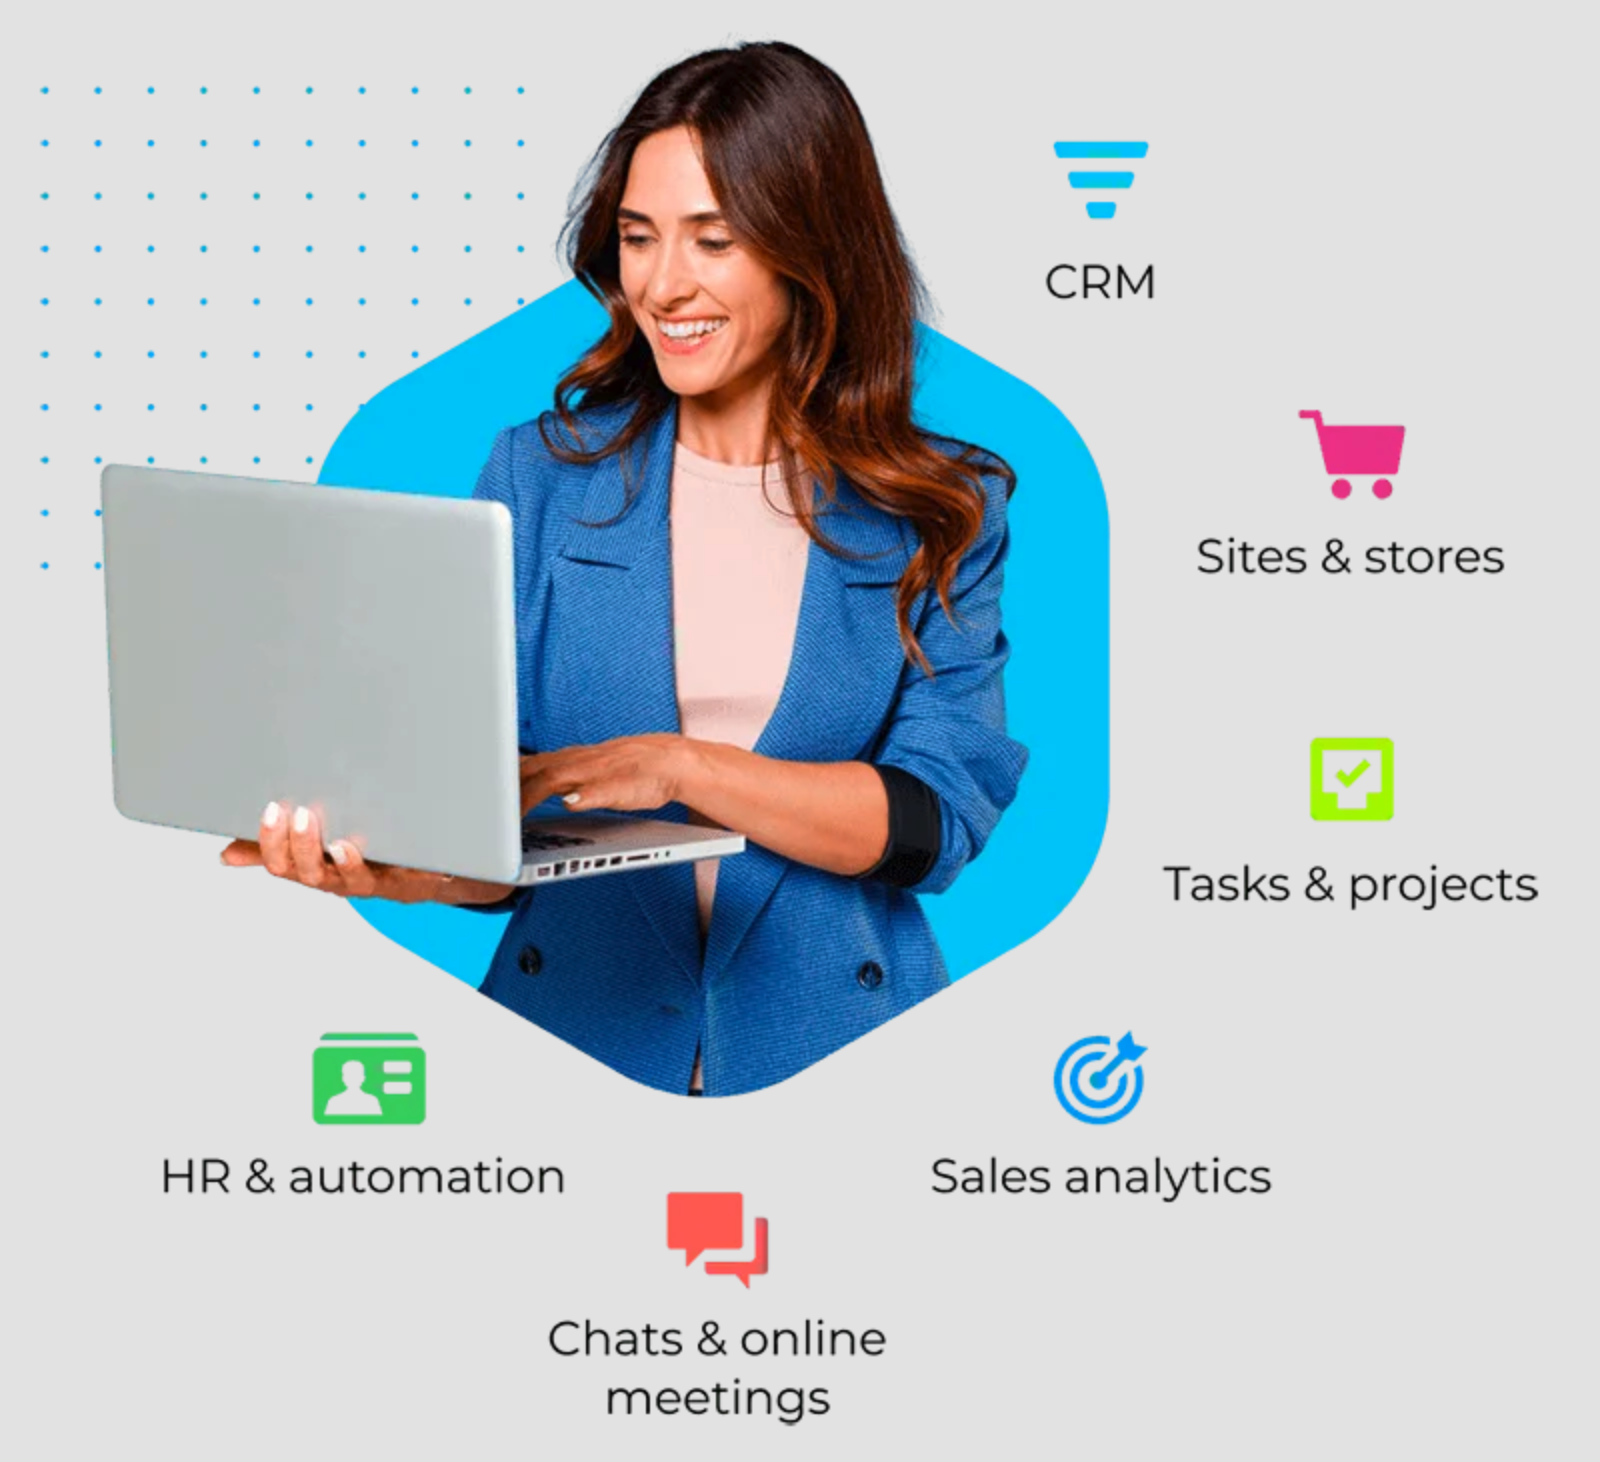 CRM
Sites & stores
Tasks & projects
HR & automation
Sales analytics
Chats & online
meetings